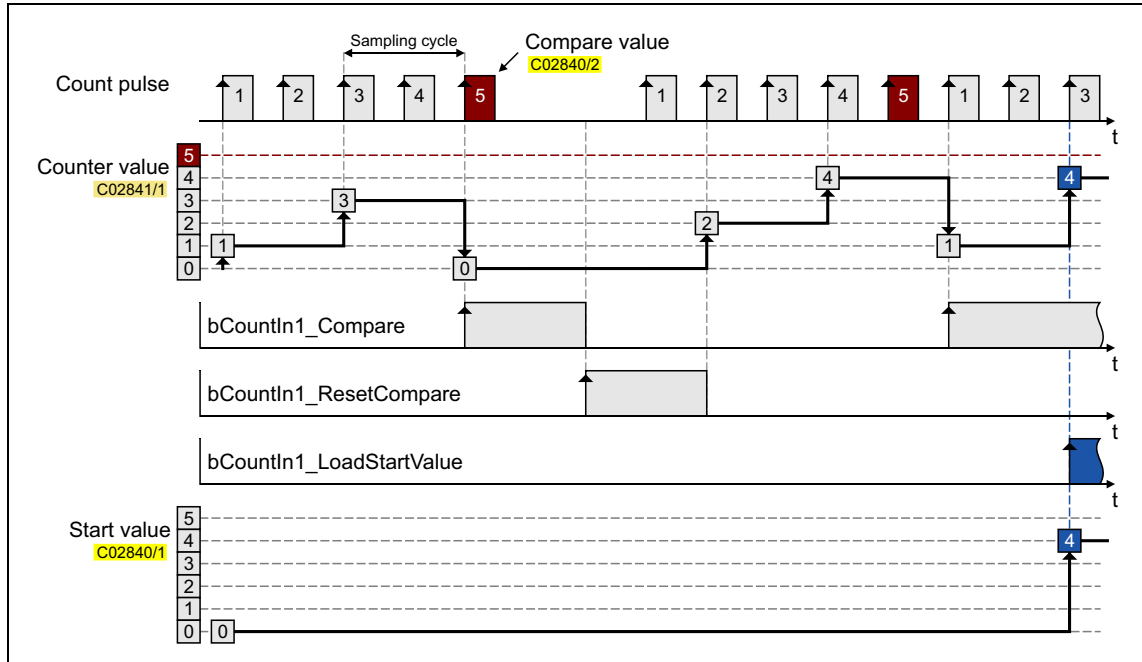 Sampling cycle
Compare value
C02840/2
Count pulse
1 2 3 4 5 1 2 3 4 5 1 2 3
t
Counter value
C02841/1
5
4
3
2
1
0
1 3 0 2 4 1 4
bCountIn1_Compare
t
bCountIn1_ResetCompare
t
bCountIn1_LoadStartValue
t
Start value
C02840/1
5
4
3
2
1
0
0 4